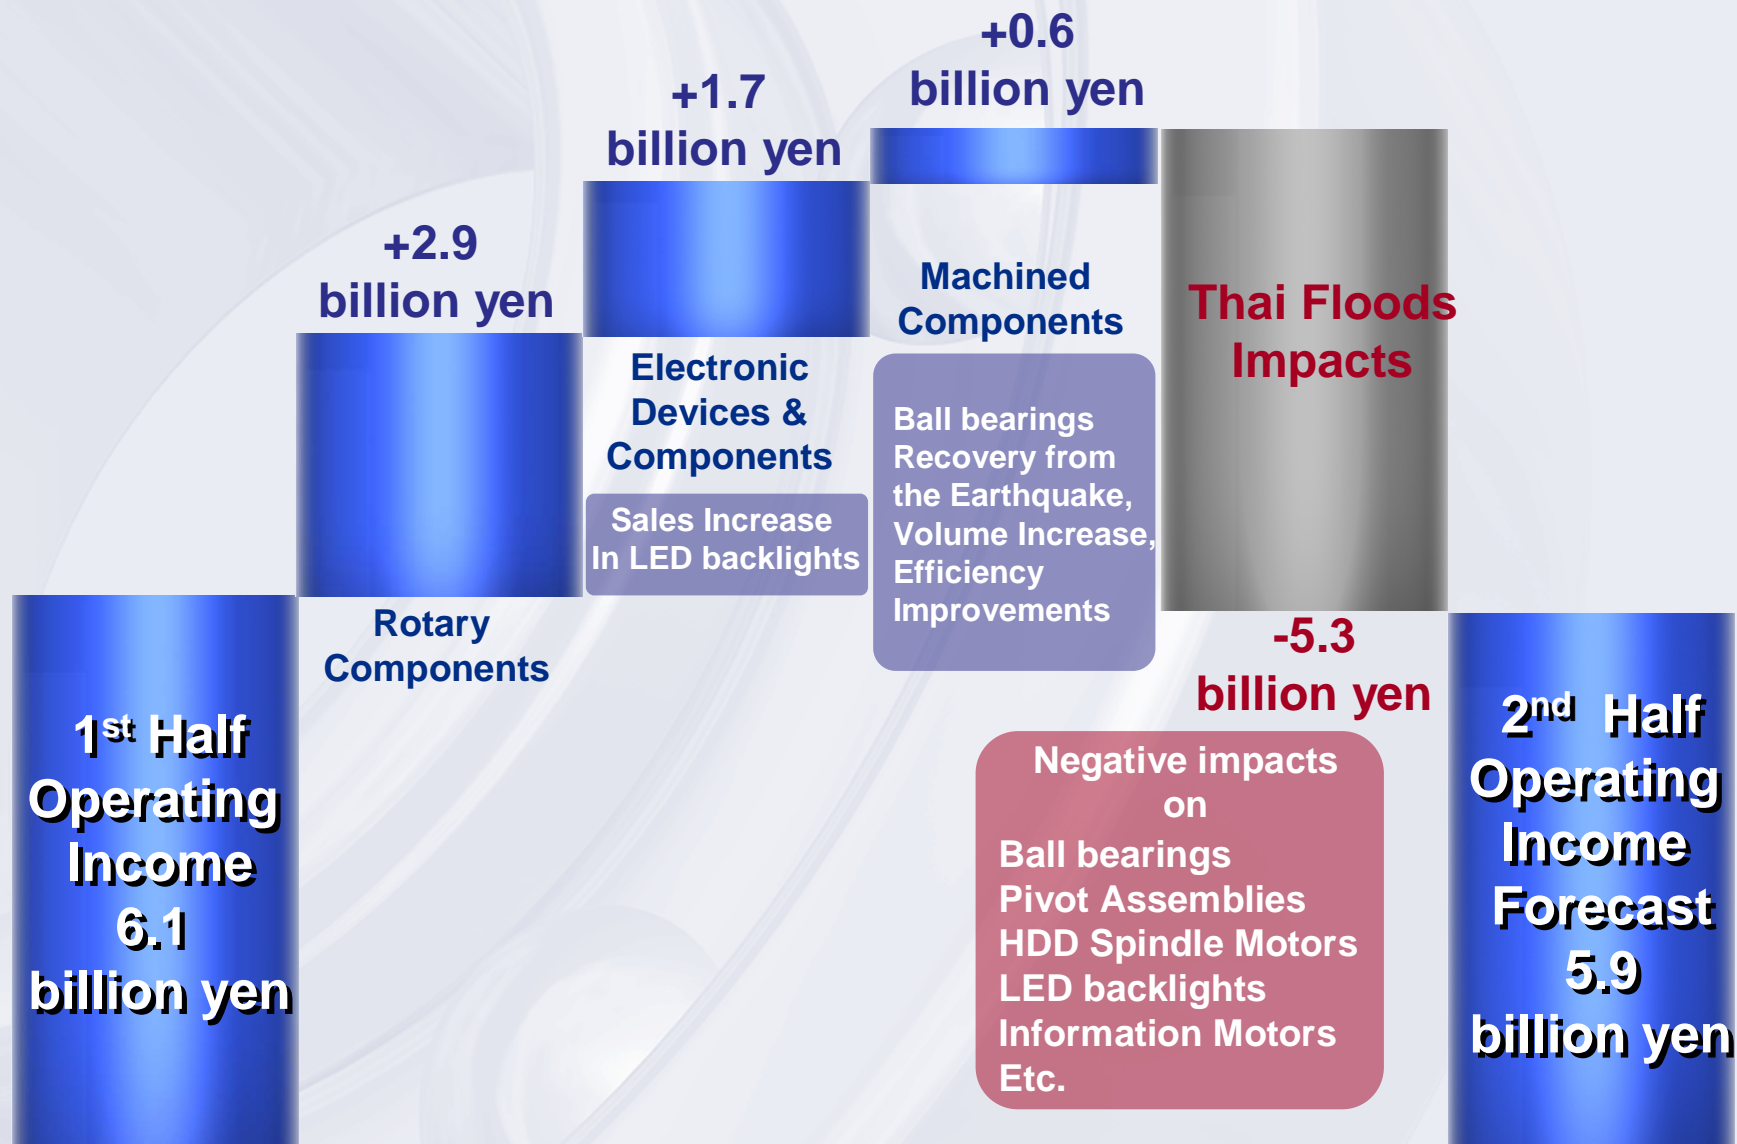 +0.6
billion yen
+1.7
billion yen
+2.9
billion yen
Machined
Components
Thai Floods
Impacts
Electronic
Devices &
Components
Ball bearings
Recovery from
the Earthquake,
Volume Increase,
Efficiency
Improvements
Sales Increase
In LED backlights
Rotary
Components
-5.3
billion yen
1st Half
Operating
Income
6.1
billion yen
Negative impacts
on
Ball bearings
Pivot Assemblies
HDD Spindle Motors
LED backlights
Information Motors
Etc.
2nd Half
Operating
Income
Forecast
5.9
billion yen